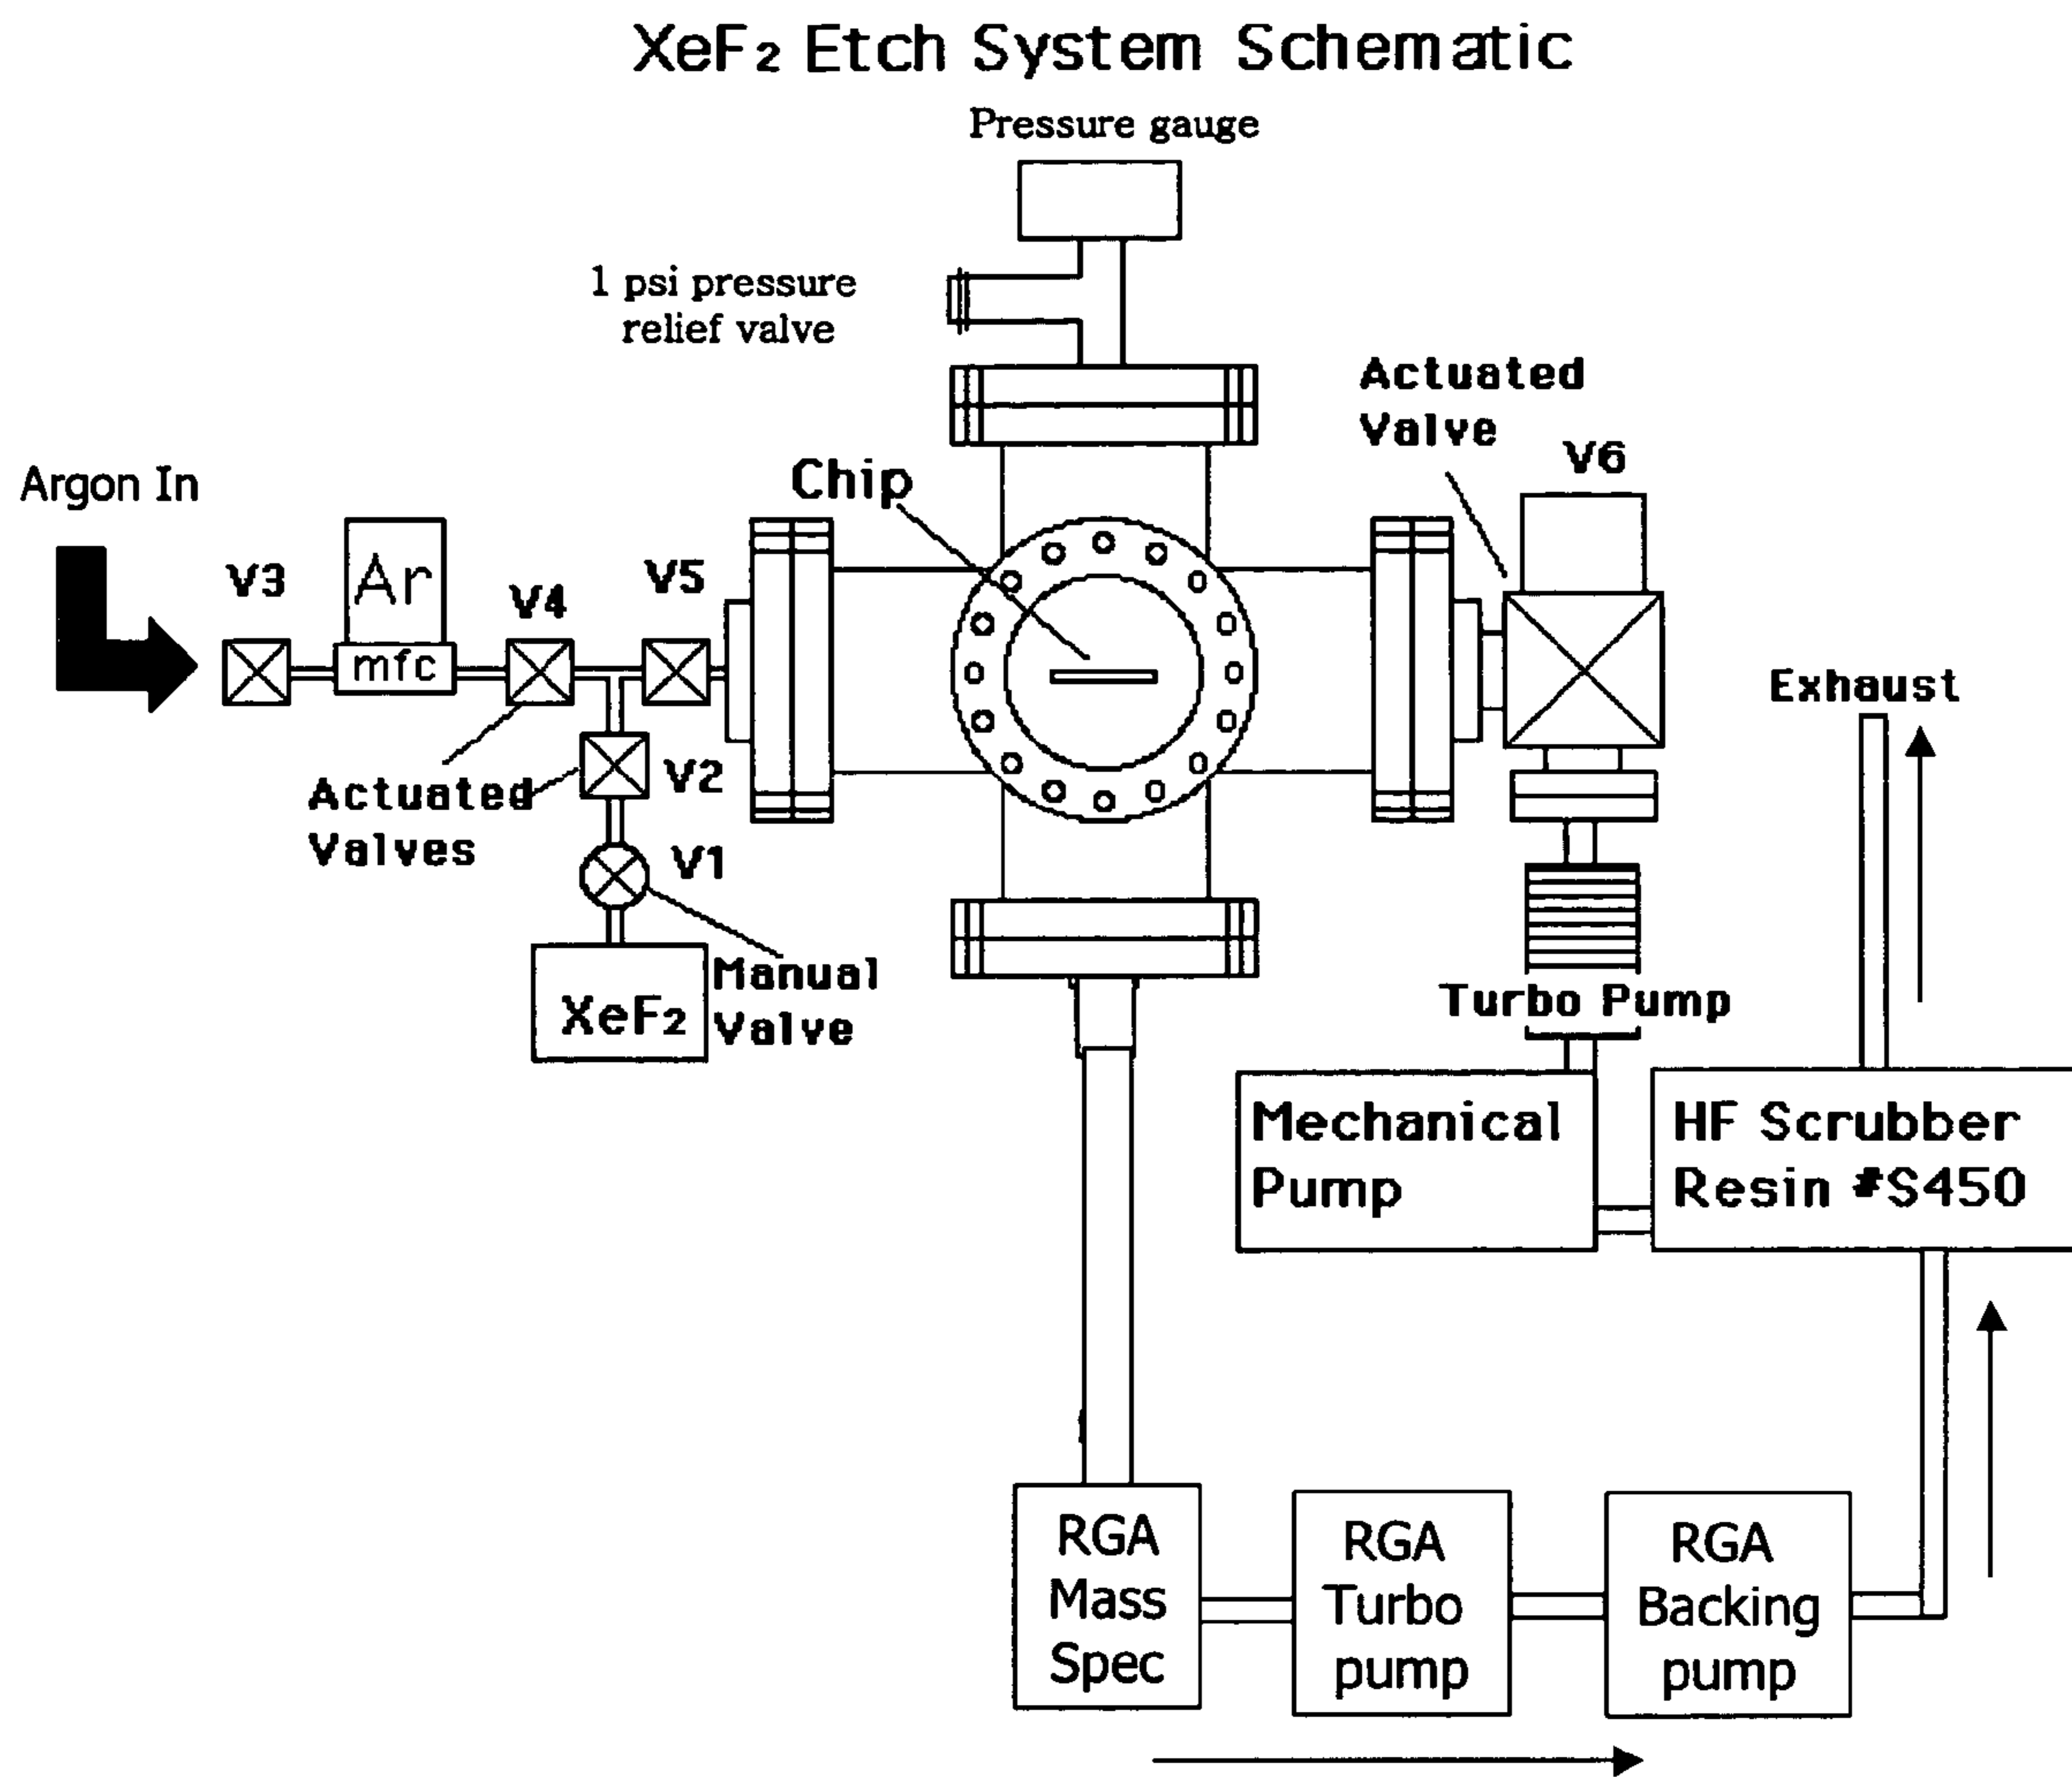 XeF₂ Etch System Schematic
Pressure gauge
1 psi pressure
relief valve
Actuated
Valve
V6
Argon In
Chip
V3
Ar
mfc
V4
V5
Actuated
Valves
V2
V1
Manual
Valve
XeF₂
Exhaust
Turbo Pump
Mechanical
Pump
HF Scrubber
Resin #S450
RGA
Mass
Spec
RGA
Turbo
pump
RGA
Backing
pump